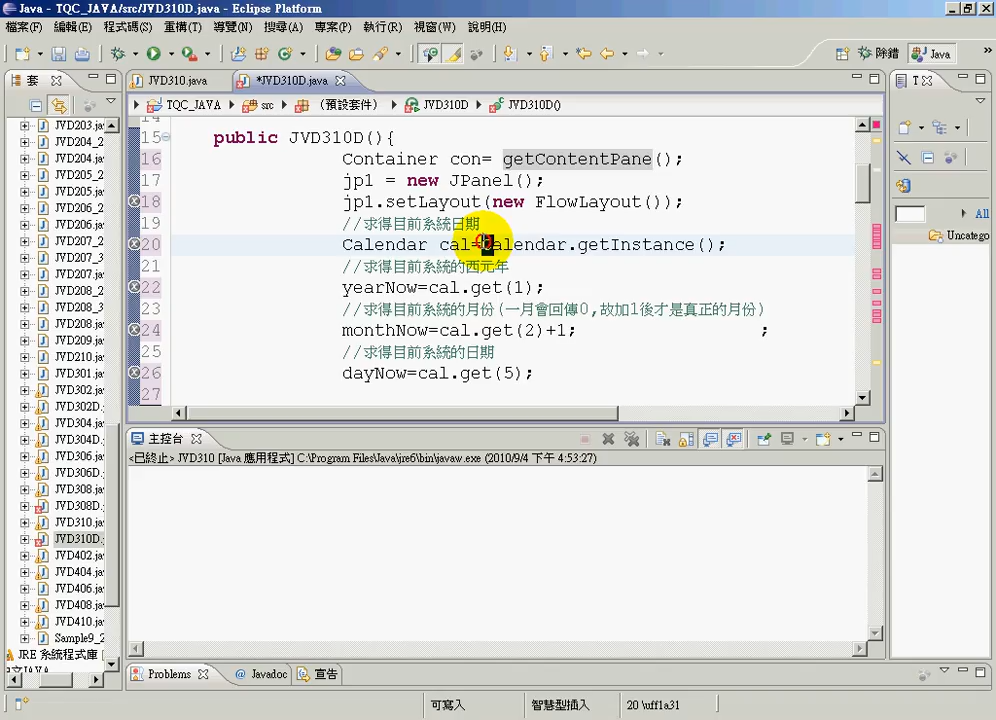 Java - TQC_JAVA/src/JVD310D.java - Eclipse Platform
檔案(F) 編輯(E) 程式碼(S) 重構(T) 導覽(N) 搜尋(A) 專案(P) 執行(R) 視窗(W) 說明(H)
除錯 Java
套
JVD310.java *JVD310D.java
TQC_JAVA src (預設套件) JVD310D JVD310D()
JVD203.ja
JVD204_2
JVD204.ja
JVD205_2
JVD205.ja
JVD206_2
JVD206.ja
JVD207_2
JVD207_3
JVD207.ja
JVD208_2
JVD208_3
JVD208.ja
JVD209.ja
JVD210.ja
JVD301.ja
JVD302.ja
JVD302D.j
JVD304.ja
JVD304D.j
JVD306.ja
JVD306D.j
JVD308.ja
JVD308D.j
JVD310.ja
JVD310D.j
JVD402.ja
JVD404.ja
JVD406.ja
JVD408.ja
JVD410.ja
Sample9_2
JRE 系統程式庫 [
14
15 public JVD310D(){
16 Container con= getContentPane();
17 jp1 = new JPanel();
18 jp1.setLayout(new FlowLayout());
19 //求得目前系統日期
20 Calendar cal=Calendar.getInstance();
21 //求得目前系統的西元年
22 yearNow=cal.get(1);
23 //求得目前系統的月份(一月會回傳0,故加1後才是真正的月份)
24 monthNow=cal.get(2)+1; ;
25 //求得目前系統的日期
26 dayNow=cal.get(5);
27
主控台
<已終止> JVD310 [Java 應用程式] C:\Program Files\Java\jre6\bin\javaw.exe (2010/9/4 下午 4:53:27)
Problems @ Javadoc 宣告
T
All
Uncatego
可寫入 智慧型插入 20 \uff1a31